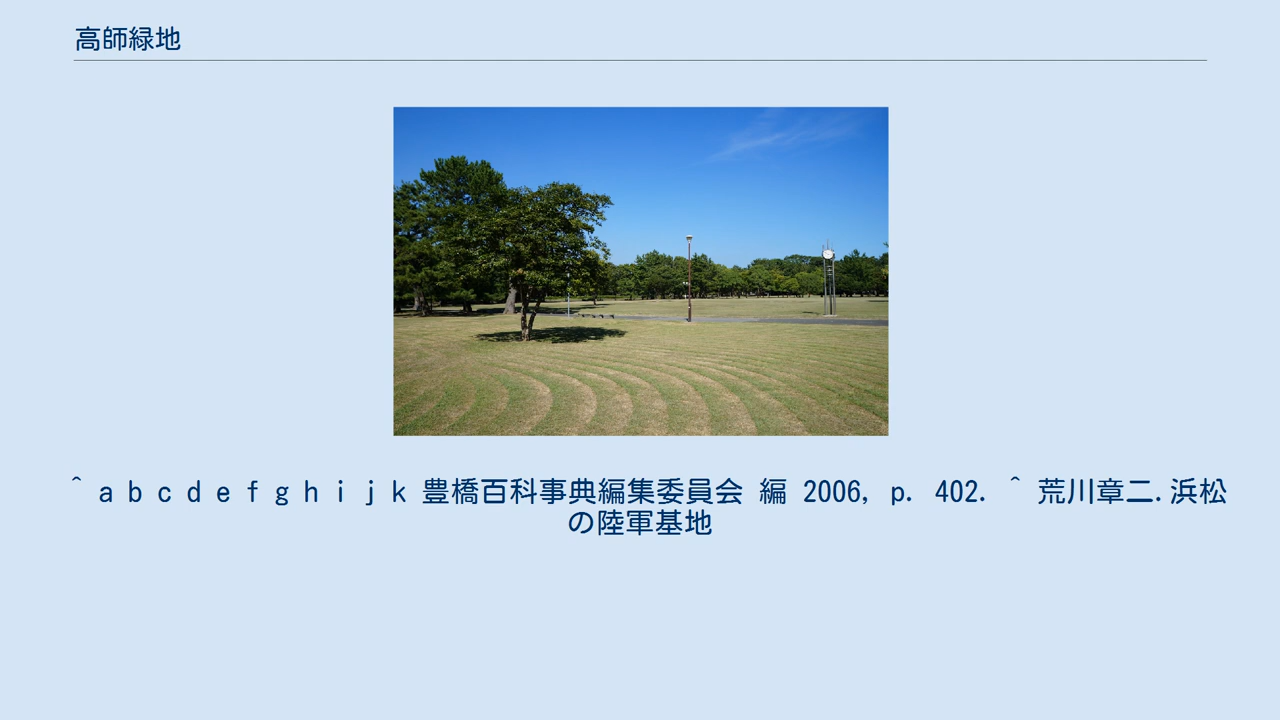 高師緑地
^ a b c d e f g h i j k 豊橋百科事典編集委員会 編 2006, p. 402. ^ 荒川章二.浜松
の陸軍基地